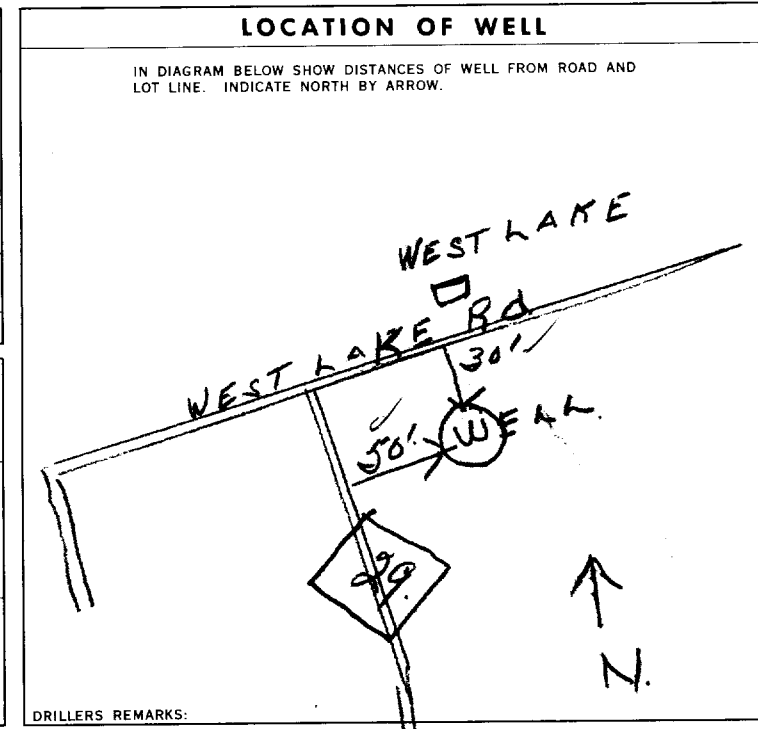 LOCATION OF WELL
IN DIAGRAM BELOW SHOW DISTANCES OF WELL FROM ROAD AND
LOT LINE. INDICATE NORTH BY ARROW.
WEST LAKE
WEST LAKE Rd
30'
50'
WELL.
N.
DRILLERS REMARKS: